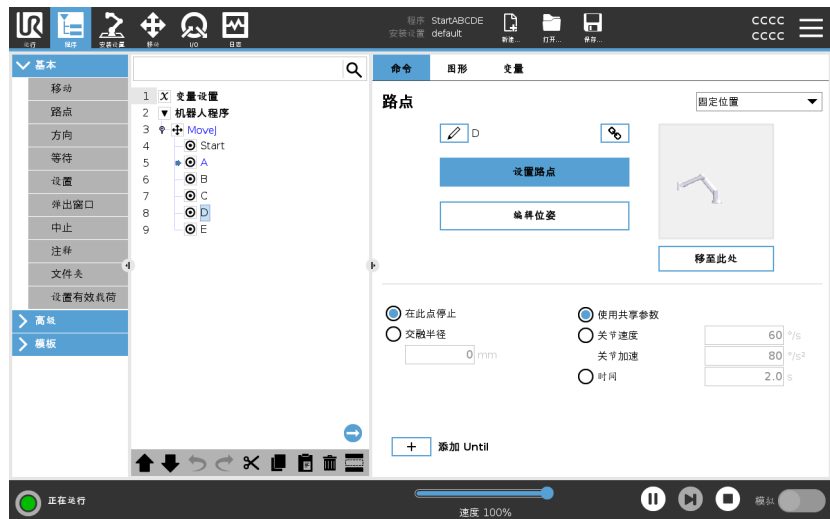 UR
运行
程序
安装设置
移动
I/O
日志
程序 StartABCDE
安装设置 default
新建...
打开...
保存...
CCCC
CCCC
基本
移动
路点
方向
等待
设置
弹出窗口
中止
注释
文件夹
设置有效载荷
高级
模板
1 X 变量设置
2 机器人程序
3 MoveJ
4 Start
5 A
6 B
7 C
8 D
9 E
命令 图形 变量
路点
固定位置
D
设置路点
编辑位姿
移至此处
在此点停止
交融半径
0 mm
使用共享参数
关节速度 60 °/s
关节加速 80 °/s²
时间 2.0 s
+ 添加 Until
正在运行
速度 100%
模拟